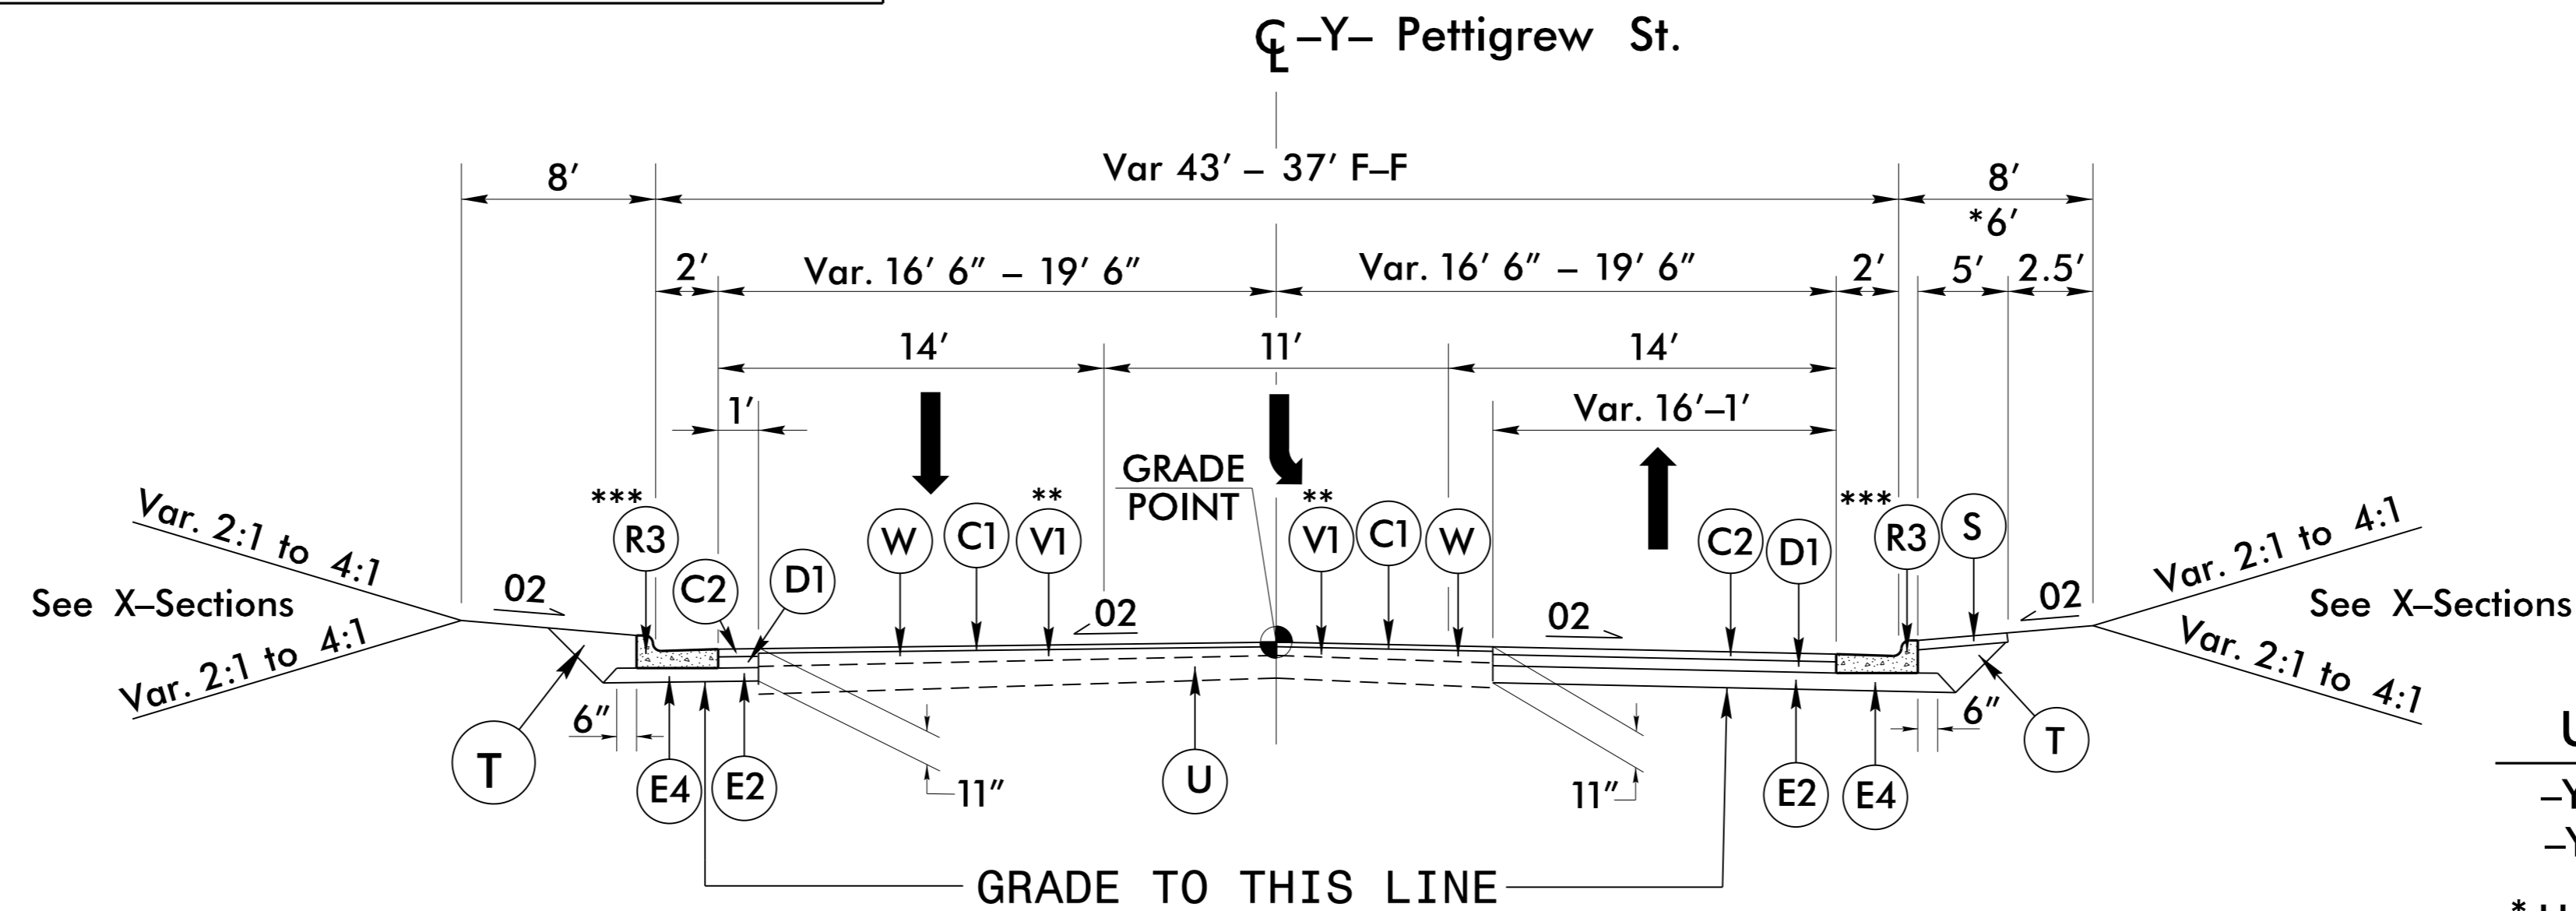 ℄ –Y– Pettigrew St.
Var 43′ – 37′ F–F
8′
8′
*6′
2′
Var. 16′ 6″ – 19′ 6″
Var. 16′ 6″ – 19′ 6″
2′
5′
2.5′
14′
11′
14′
1′
Var. 16′–1′
GRADE
POINT
***
R3
C2
D1
W
C1
**
V1
**
V1
C1
W
C2
D1
***
R3
S
Var. 2:1 to 4:1
See X–Sections
Var. 2:1 to 4:1
02
02
02
02
Var. 2:1 to 4:1
See X–Sections
Var. 2:1 to 4:1
T
6″
E4
E2
11″
U
11″
E2
E4
6″
T
GRADE TO THIS LINE
–Y
–Y
*